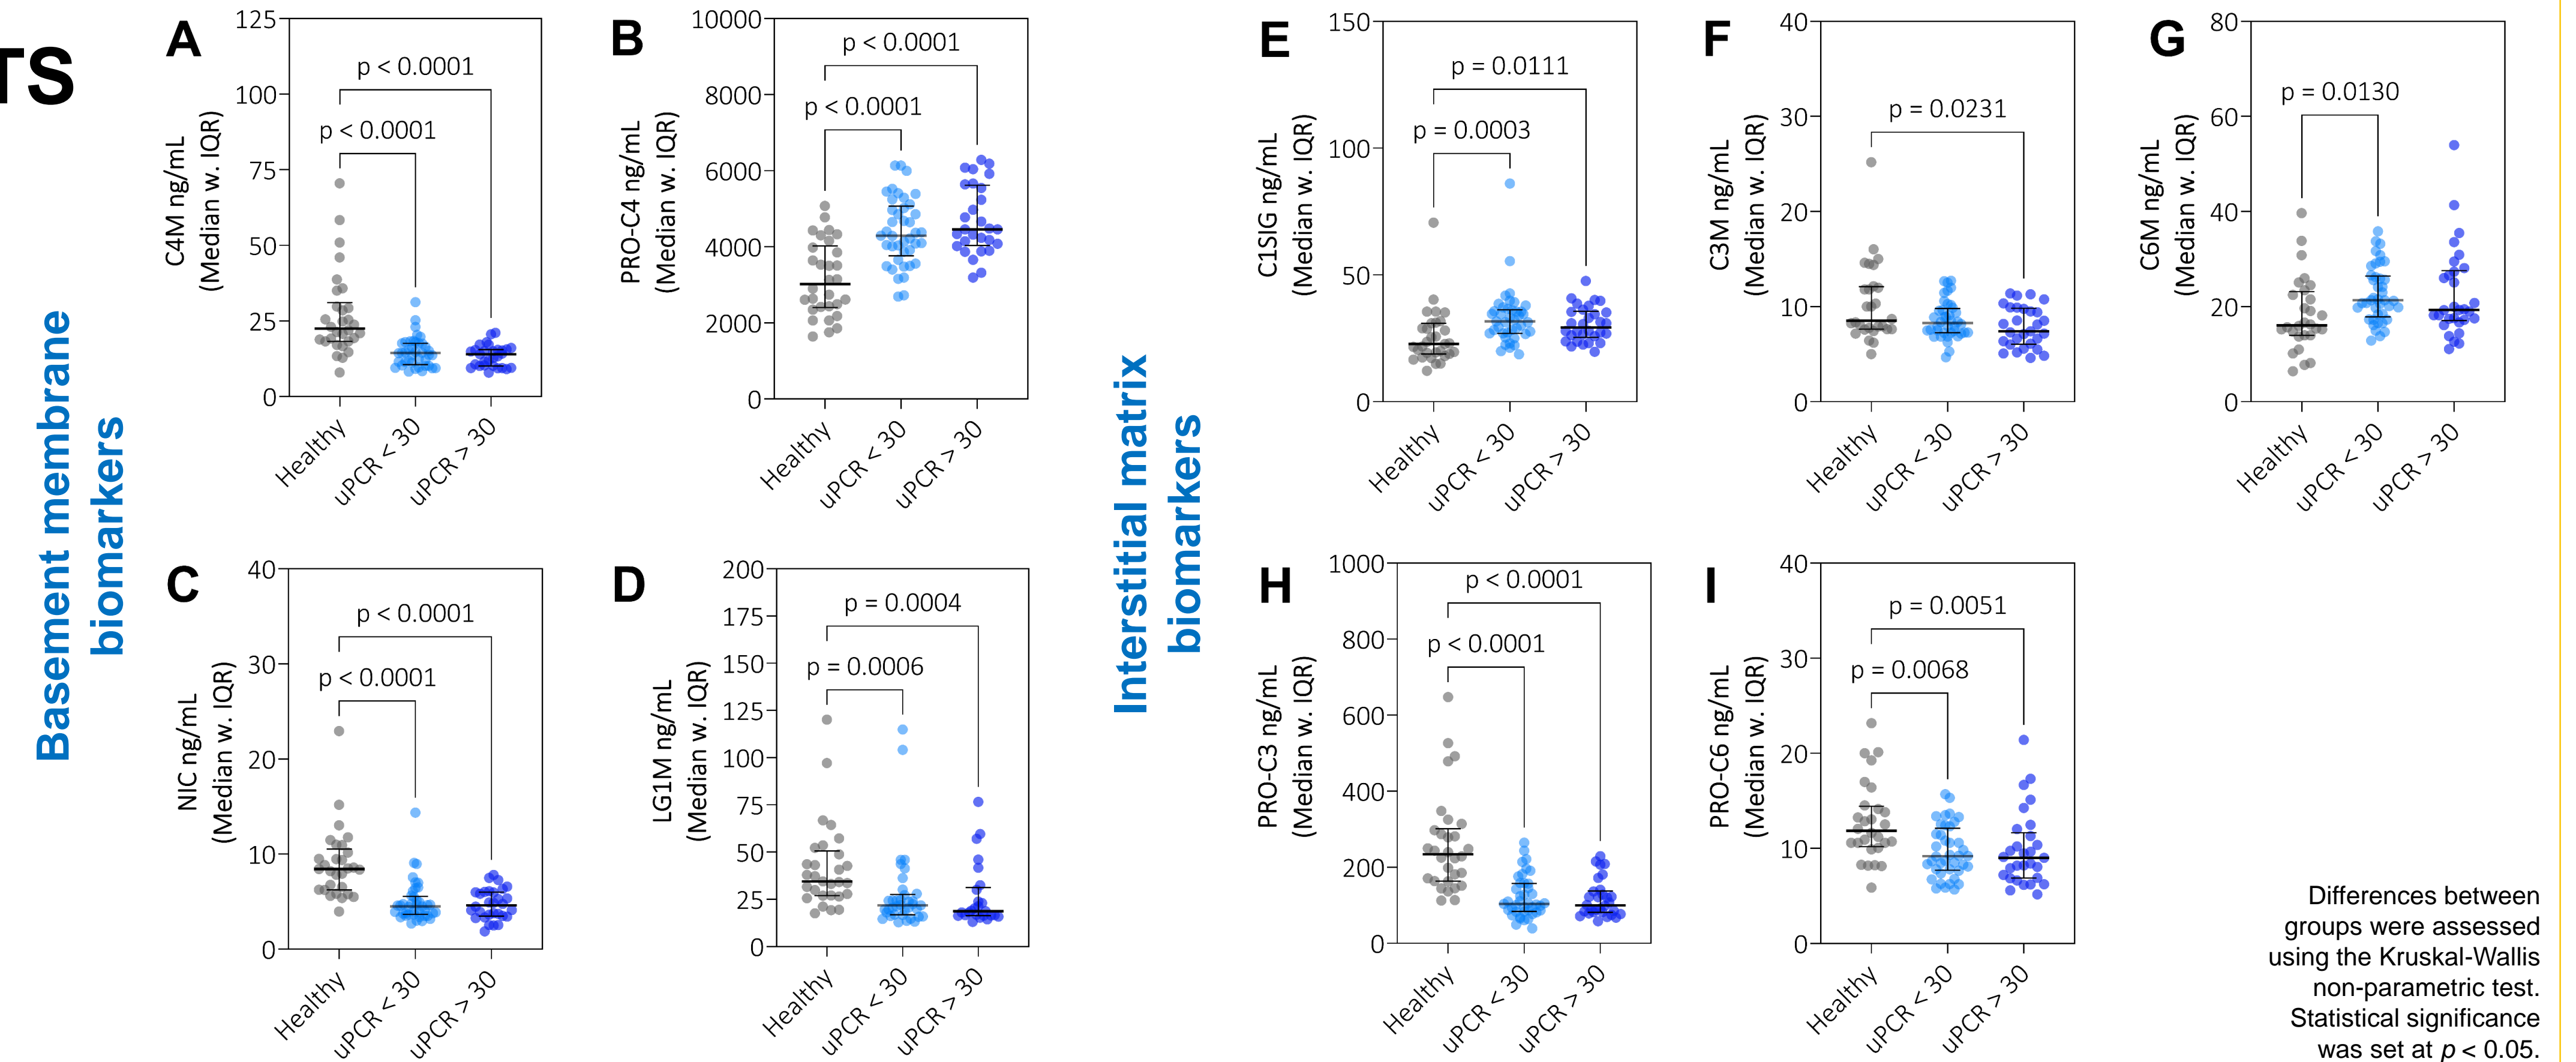 TS
Basement membrane
biomarkers
A
C4M ng/mL
(Median w. IQR)
125
100
75
50
25
0
p < 0.0001
p < 0.0001
Healthy
uPCR < 30
uPCR > 30
B
PRO-C4 ng/mL
(Median w. IQR)
10000
8000
6000
4000
2000
0
p < 0.0001
p < 0.0001
Healthy
uPCR < 30
uPCR > 30
C
NIC ng/mL
(Median w. IQR)
40
30
20
10
0
p < 0.0001
p < 0.0001
Healthy
uPCR < 30
uPCR > 30
D
LG1M ng/mL
(Median w. IQR)
200
175
150
125
100
75
50
25
0
p = 0.0004
p = 0.0006
Healthy
uPCR < 30
uPCR > 30
Interstitial matrix
biomarkers
E
C1SIG ng/mL
(Median w. IQR)
150
100
50
0
p = 0.0111
p = 0.0003
Healthy
uPCR < 30
uPCR > 30
F
C3M ng/mL
(Median w. IQR)
40
30
20
10
0
p = 0.0231
Healthy
uPCR < 30
uPCR > 30
G
C6M ng/mL
(Median w. IQR)
80
60
40
20
0
p = 0.0130
Healthy
uPCR < 30
uPCR > 30
H
PRO-C3 ng/mL
(Median w. IQR)
1000
800
600
400
200
0
p < 0.0001
p < 0.0001
Healthy
uPCR < 30
uPCR > 30
I
PRO-C6 ng/mL
(Median w. IQR)
40
30
20
10
0
p = 0.0051
p = 0.0068
Healthy
uPCR < 30
uPCR > 30
Differences between
groups were assessed
using the Kruskal-Wallis
non-parametric test.
Statistical significance
was set at p < 0.05.